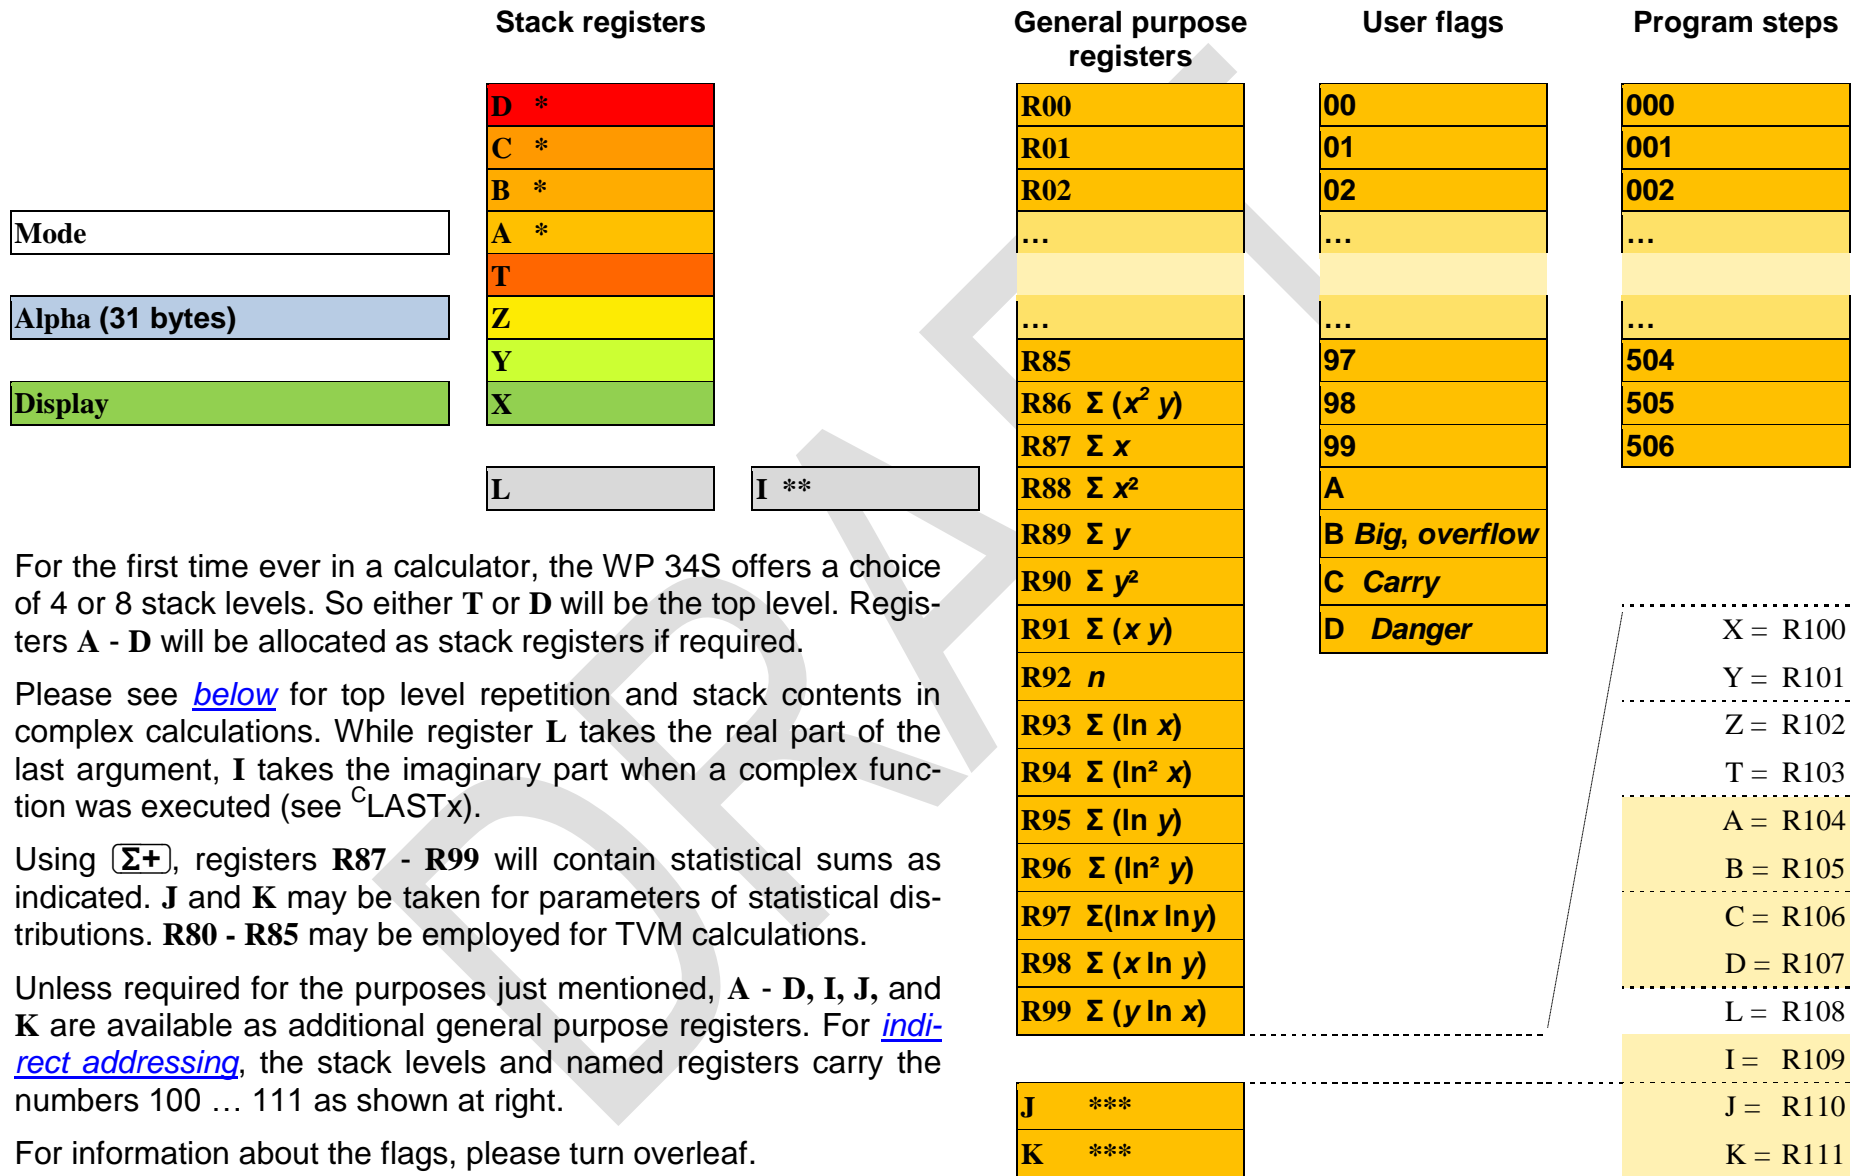 Stack registers
General purpose registers
User flags
Program steps
D *
C *
B *
A *
T
Z
Y
X
Mode
Alpha (31 bytes)
Display
L
I **
For the first time ever in a calculator, the WP 34S offers a choice
of 4 or 8 stack levels. So either T or D will be the top level. Regis-
ters A - D will be allocated as stack registers if required.
Please see below for top level repetition and stack contents in
complex calculations. While register L takes the real part of the
last argument, I takes the imaginary part when a complex func-
tion was executed (see ᶜLASTx).
Using Σ+, registers R87 - R99 will contain statistical sums as
indicated. J and K may be taken for parameters of statistical dis-
tributions. R80 - R85 may be employed for TVM calculations.
Unless required for the purposes just mentioned, A - D, I, J, and
K are available as additional general purpose registers. For indi-
rect addressing, the stack levels and named registers carry the
numbers 100 … 111 as shown at right.
For information about the flags, please turn overleaf.
R00
R01
R02
…
…
R85
R86 Σ (x² y)
R87 Σ x
R88 Σ x²
R89 Σ y
R90 Σ y²
R91 Σ (x y)
R92 n
R93 Σ (ln x)
R94 Σ (ln² x)
R95 Σ (ln y)
R96 Σ (ln² y)
R97 Σ(lnx lny)
R98 Σ (x ln y)
R99 Σ (y ln x)
J ***
K ***
00
01
02
…
…
97
98
99
A
B Big, overflow
C Carry
D Danger
000
001
002
…
…
504
505
506
X = R100
Y = R101
Z = R102
T = R103
A = R104
B = R105
C = R106
D = R107
L = R108
I = R109
J = R110
K = R111
DRAFT